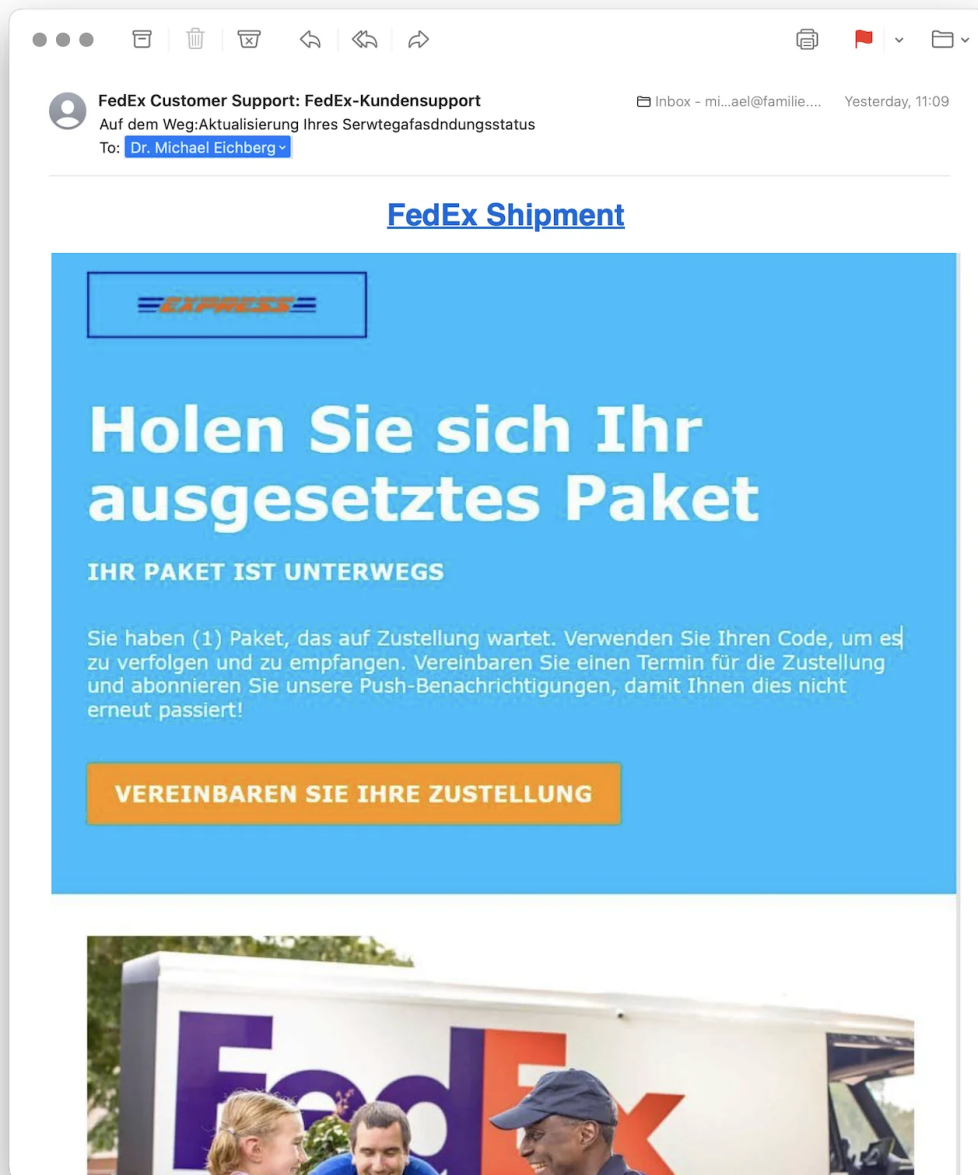 FedEx Customer Support: FedEx-Kundensupport
Inbox - mi...ael@familie....
Yesterday, 11:09
Auf dem Weg:Aktualisierung Ihres Serwtegafasdndungsstatus
To: Dr. Michael Eichberg
FedEx Shipment
EXPRESS
Holen Sie sich Ihr
ausgesetztes Paket
IHR PAKET IST UNTERWEGS
Sie haben (1) Paket, das auf Zustellung wartet. Verwenden Sie Ihren Code, um es
zu verfolgen und zu empfangen. Vereinbaren Sie einen Termin für die Zustellung
und abonnieren Sie unsere Push-Benachrichtigungen, damit Ihnen dies nicht
erneut passiert!
VEREINBAREN SIE IHRE ZUSTELLUNG
FedEx